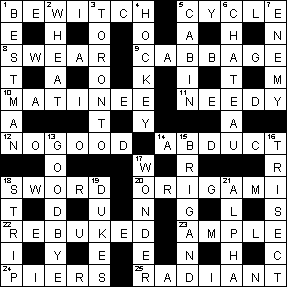 1 B E 2 W I 3 T C 4 H 5 C Y 6 C L 7 E
E H O O A H N
8 S W E A R 9 C A B B A G E
T A O K I T M
10 M A T I N E E 11 N E E D Y
A T Y A
12 N O 13 G O O D 14 A 15 B D U C 16 T
O 17 W R R
18 S W O R 19 D 20 O R I G 21 A M I
T D U N G L S
22 R E B U K E D 23 A M P L E
I Y E E N H C
24 P I E R S 25 R A D I A N T